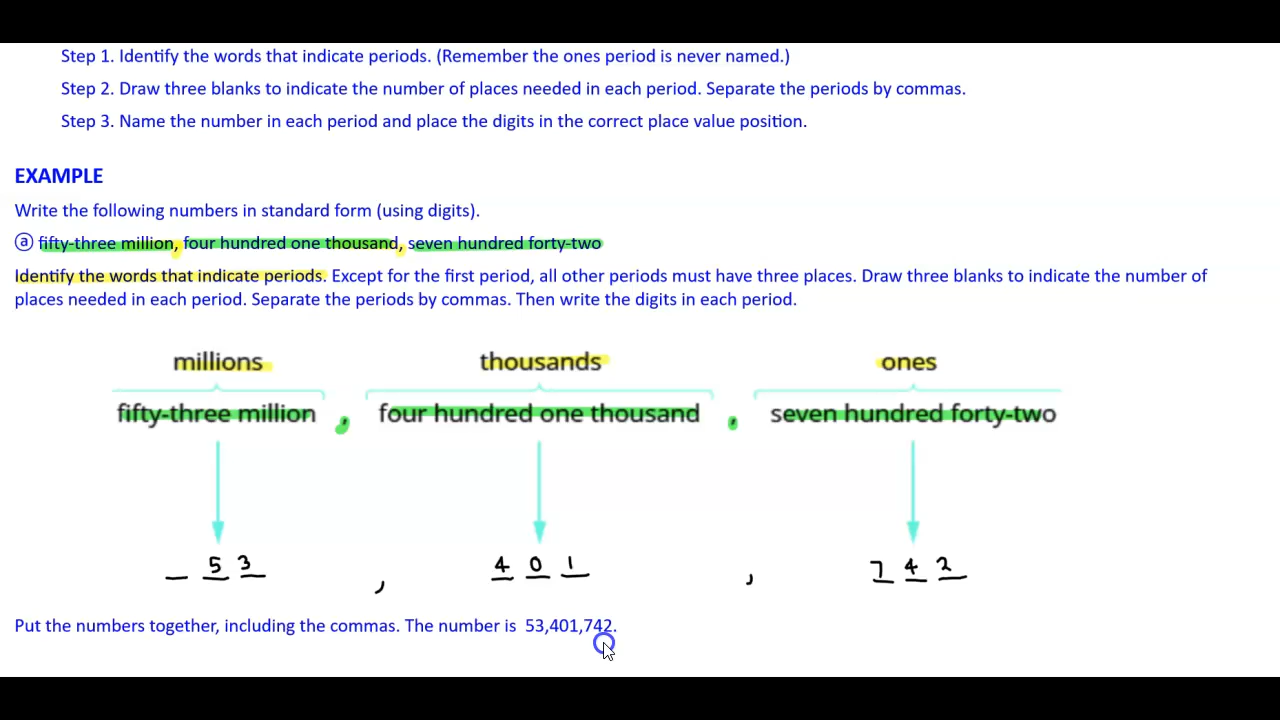 Step 1. Identify the words that indicate periods. (Remember the ones period is never named.)
Step 2. Draw three blanks to indicate the number of places needed in each period. Separate the periods by commas.
Step 3. Name the number in each period and place the digits in the correct place value position.
EXAMPLE
Write the following numbers in standard form (using digits).
ⓐ fifty-three million, four hundred one thousand, seven hundred forty-two
Identify the words that indicate periods. Except for the first period, all other periods must have three places. Draw three blanks to indicate the number of
places needed in each period. Separate the periods by commas. Then write the digits in each period.
millions thousands ones
fifty-three million , four hundred one thousand , seven hundred forty-two
_ 5 3 , 4 0 1 , 7 4 2
Put the numbers together, including the commas. The number is 53,401,742.